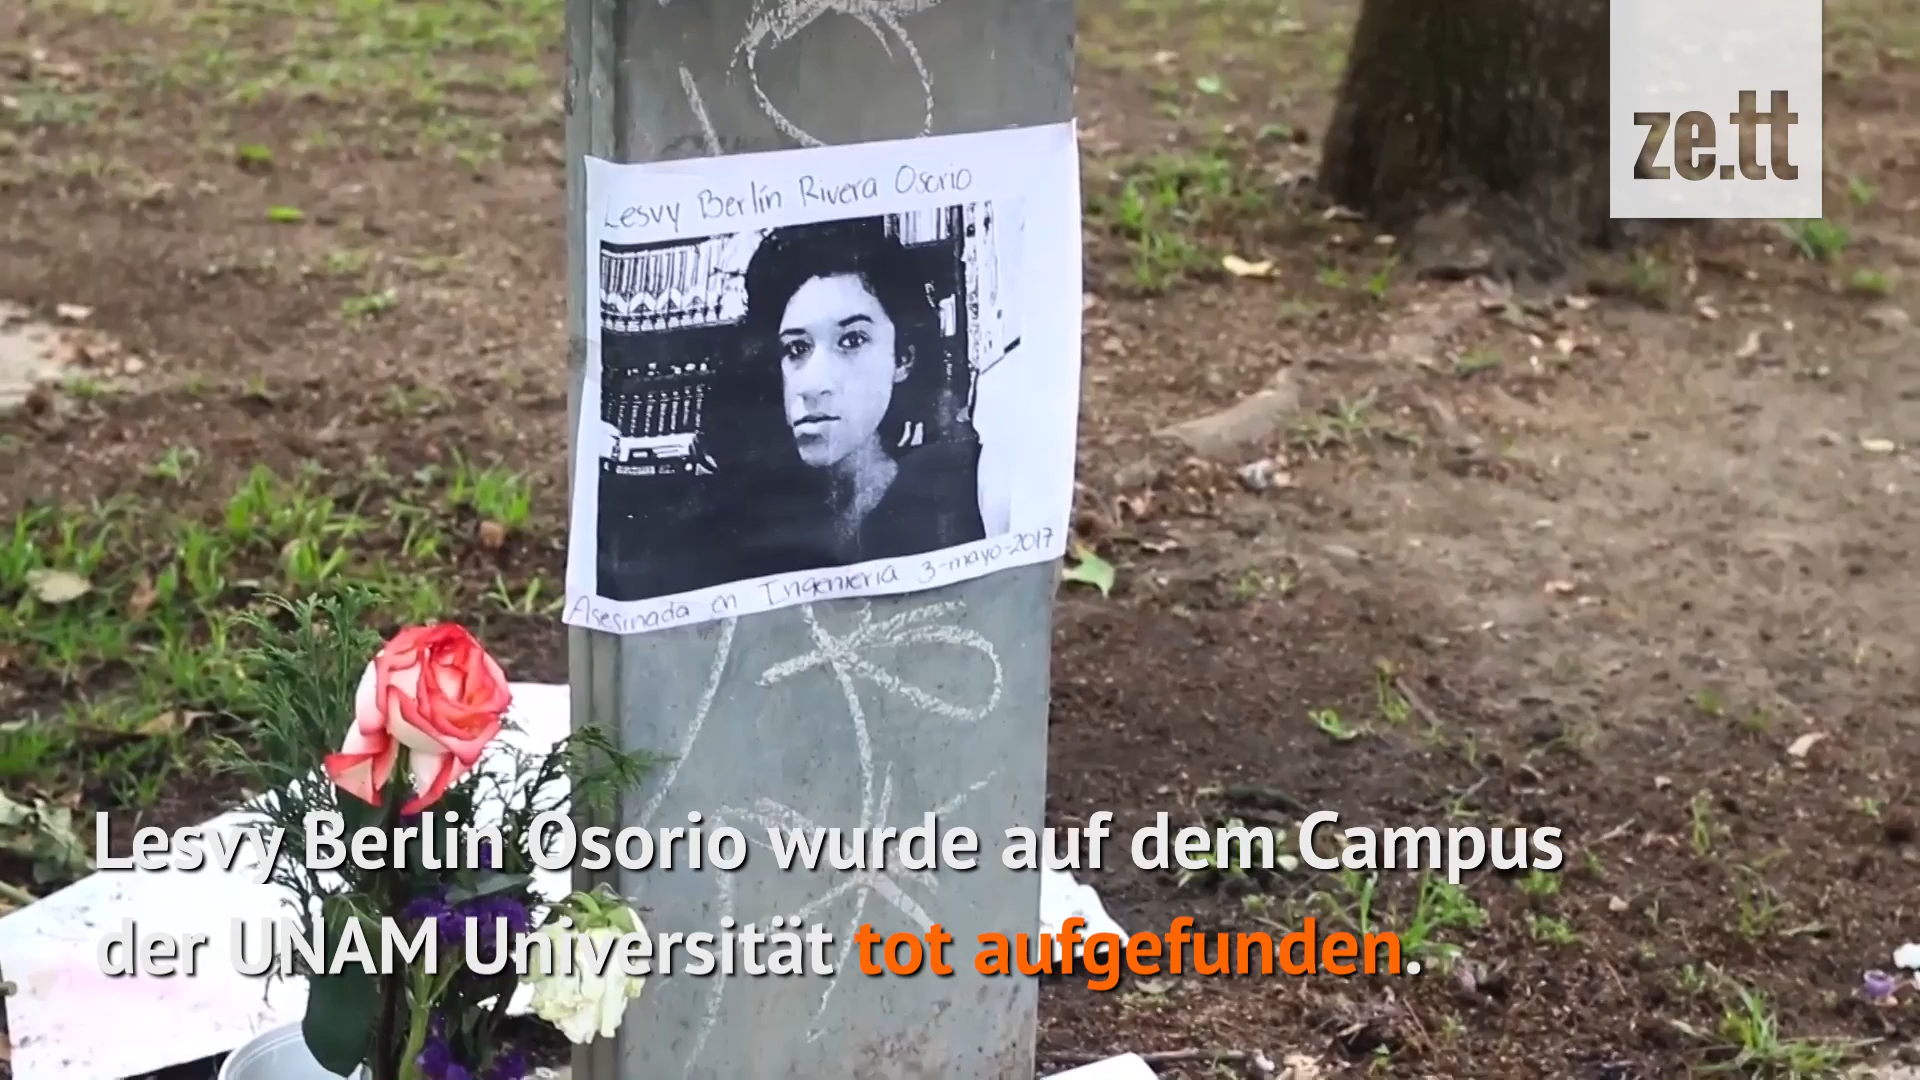 ze.tt
Lesvy Berlín Rivera Osorio
Asesinada en Ingeniería 3-mayo-2017
Lesvy Berlin Osorio wurde auf dem Campus
der UNAM Universität tot aufgefunden.